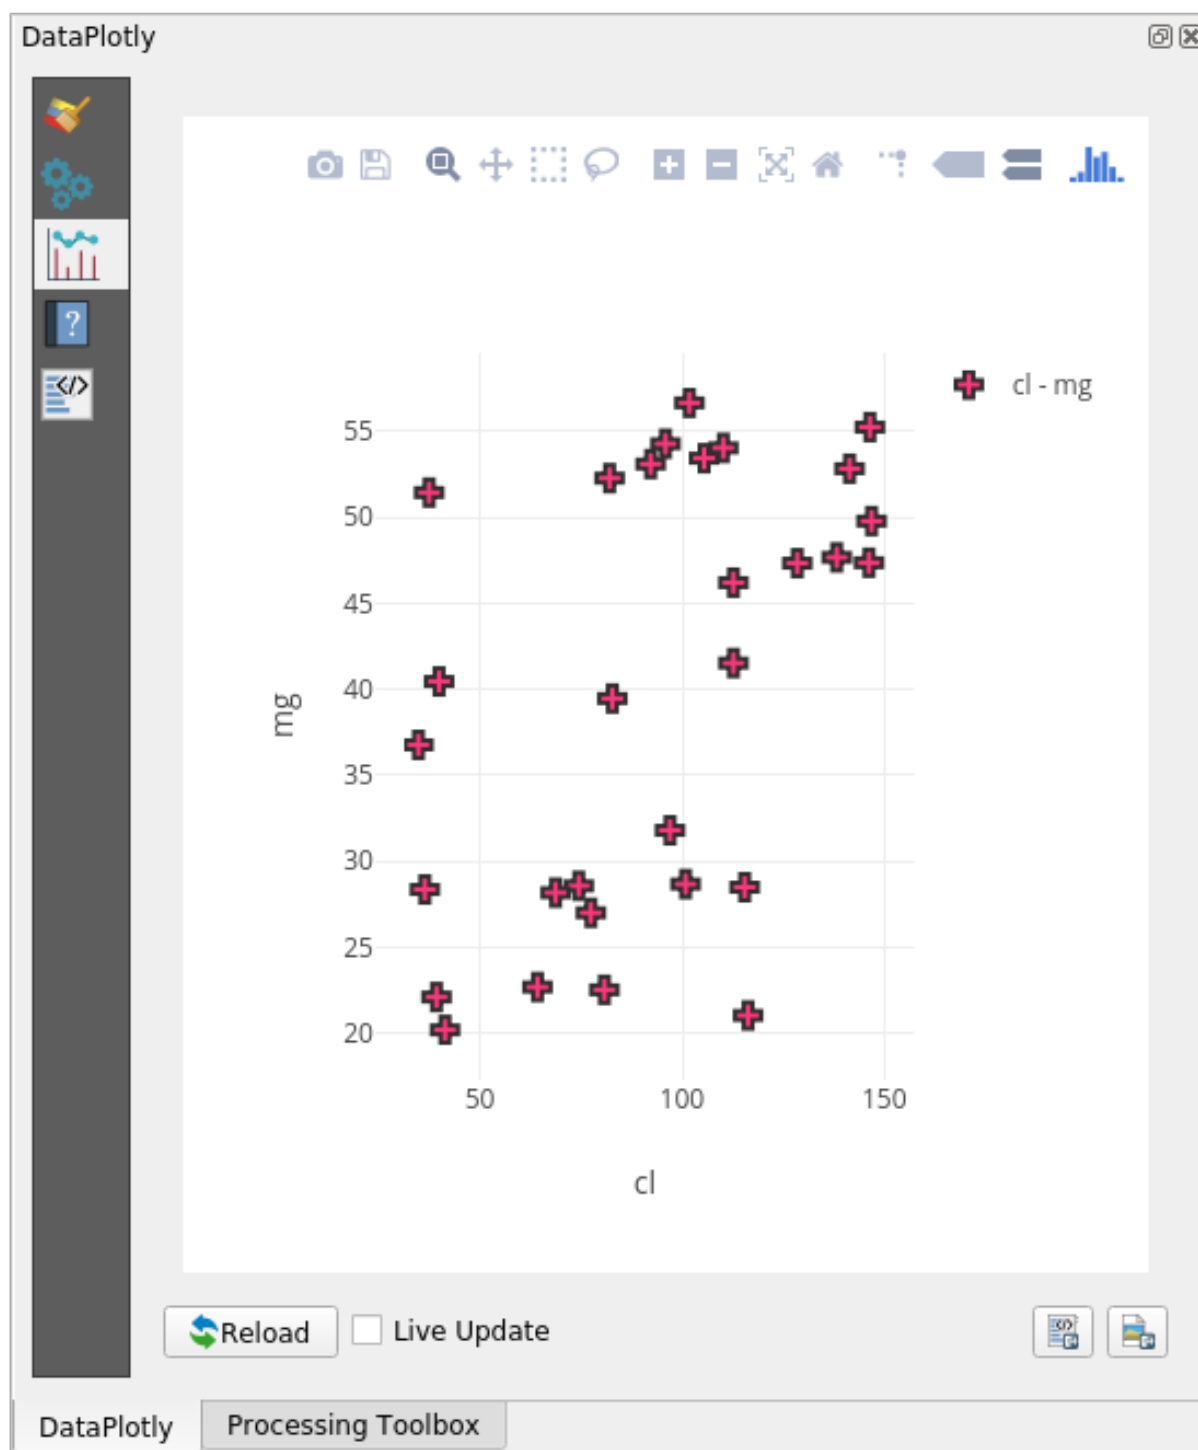 DataPlotly
?
</>
cl - mg
55
50
45
40
35
30
25
20
mg
50 100 150
cl
Reload Live Update
DataPlotly Processing Toolbox